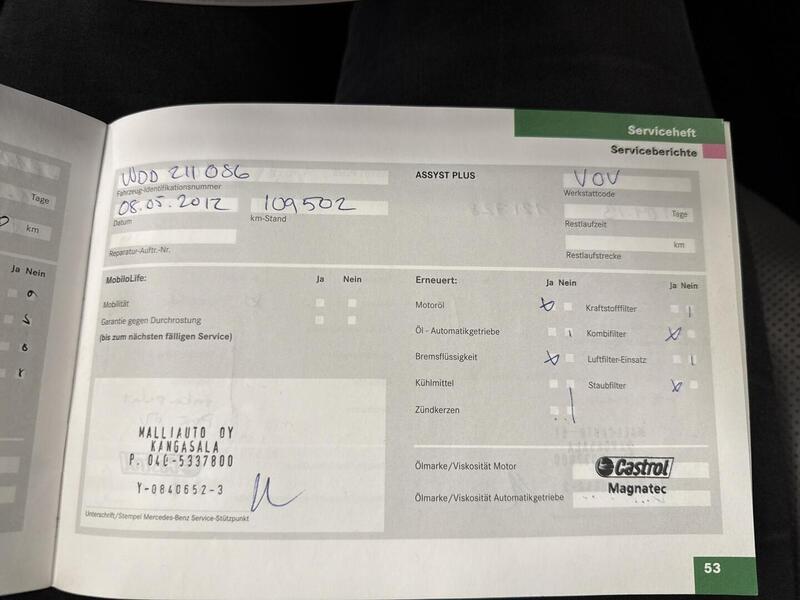 Serviceheft
Serviceberichte
WDD 211 086
Fahrzeug-Identifikationsnummer
08.05.2012 109502
Datum km-Stand
Reparatur-Auftr.-Nr.
ASSYST PLUS
VOV
Werkstattcode
Tage
Restlaufzeit
km
Restlaufstrecke
Tage
km
Ja Nein
MobiloLife: Ja Nein
Mobilität
Garantie gegen Durchrostung
(bis zum nächsten fälligen Service)
Erneuert: Ja Nein Ja Nein
Motoröl Kraftstofffilter
Öl - Automatikgetriebe Kombifilter
Bremsflüssigkeit Luftfilter-Einsatz
Kühlmittel Staubfilter
Zündkerzen
MALLIAUTO OY
KANGASALA
P. 040-5337800
Y-0840652-3
Unterschrift/Stempel Mercedes-Benz Service-Stützpunkt
Ölmarke/Viskosität Motor Castrol
Magnatec
Ölmarke/Viskosität Automatikgetriebe
53